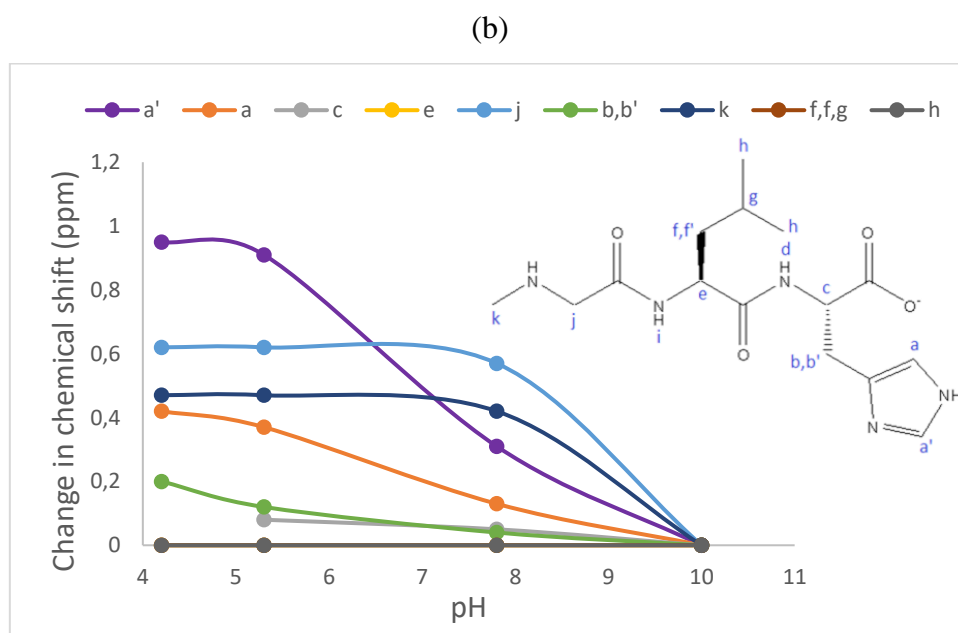 (b)
a' a c e j b,b' k f,f,g h
Change in chemical shift (ppm)
1,2
1
0,8
0,6
0,4
0,2
0
4 5 6 7 8 9 10 11
pH
h
g
f,f'
h
O
H
N
d
H
N
O
c
k
j
N
H
i
e
O
O-
b,b'
a
NH
N
a'